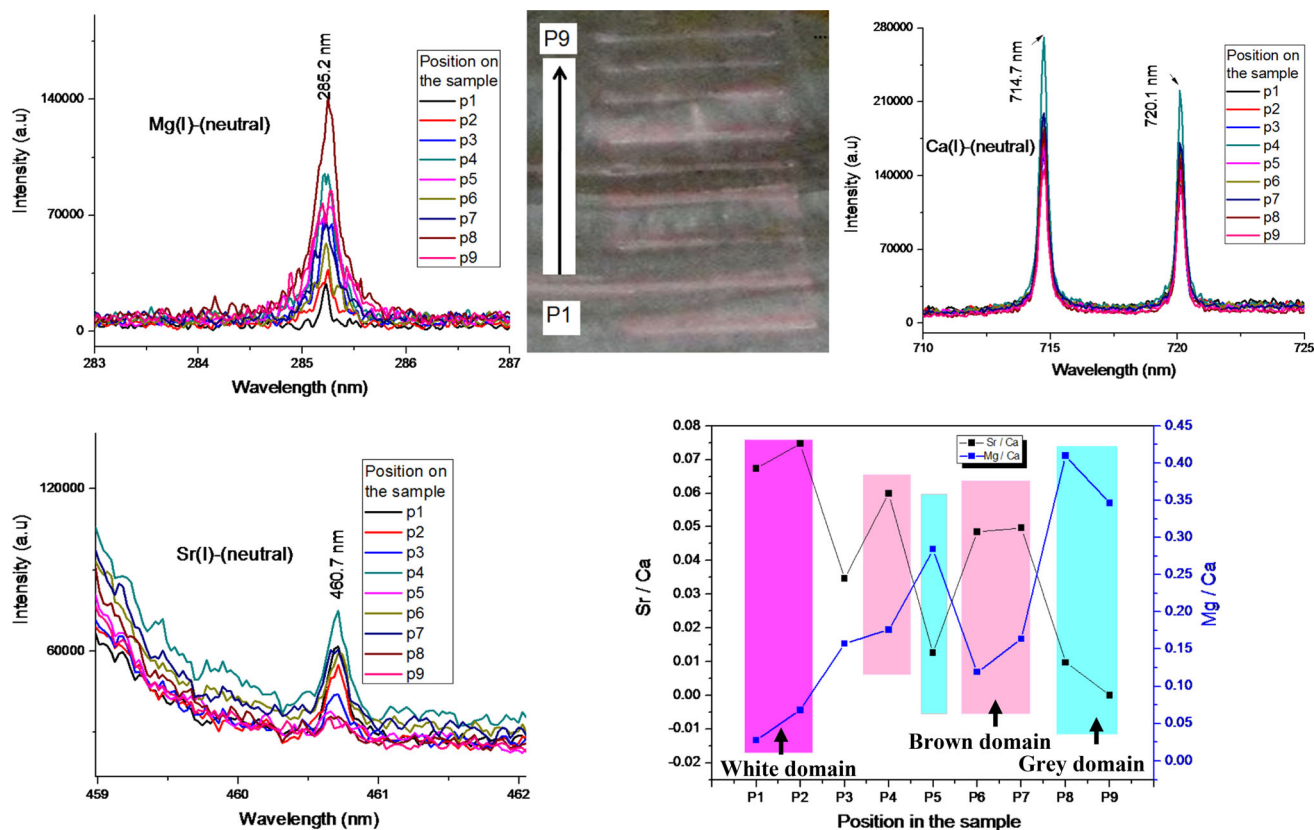 Mg(I)-(neutral)
285.2 nm
Position on
the sample
p1
p2
p3
p4
p5
p6
p7
p8
p9
Intensity (a.u)
140000
70000
0
283
284
285
286
287
Wavelength (nm)
P9
P1
714.7 nm
720.1 nm
Ca(I)-(neutral)
Position on
the sample
p1
p2
p3
p4
p5
p6
p7
p8
p9
Intensity (a.u)
280000
210000
140000
70000
0
710
715
720
725
Wavelength (nm)
Sr(I)-(neutral)
460.7 nm
Position on
the sample
p1
p2
p3
p4
p5
p6
p7
p8
p9
Intensity (a.u)
120000
60000
459
460
461
462
Wavelength (nm)
Sr / Ca
Mg / Ca
Sr / Ca
0.08
0.07
0.06
0.05
0.04
0.03
0.02
0.01
0.00
-0.01
-0.02
Mg / Ca
0.45
0.40
0.35
0.30
0.25
0.20
0.15
0.10
0.05
0.00
White domain
Brown domain
Grey domain
P1
P2
P3
P4
P5
P6
P7
P8
P9
Position in the sample